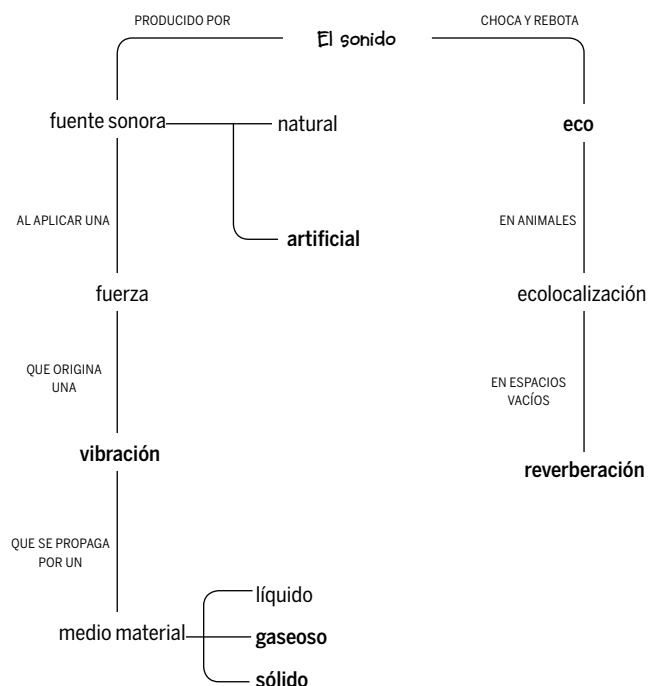 PRODUCIDO POR
El sonido
CHOCA Y REBOTA
fuente sonora
natural
eco
AL APLICAR UNA
artificial
EN ANIMALES
fuerza
ecolocalización
QUE ORIGINA
UNA
EN ESPACIOS
VACÍOS
vibración
reverberación
QUE SE PROPAGA
POR UN
líquido
medio material
gaseoso
sólido